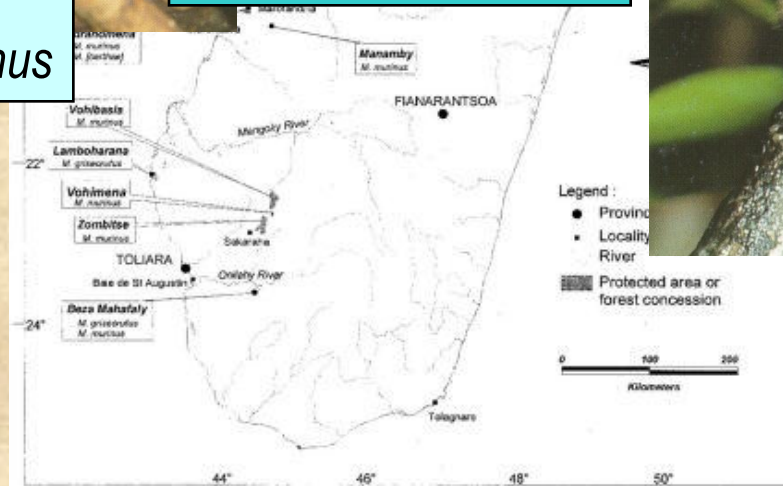 nus
M. murinus
M. [berthae]
Manamby
M. murinus
FIANARANTSOA
Vohibasia
M. murinus
Mangoky River
22°
Lamboharana
M. griseorufus
Vohimena
M. murinus
Zombitse
M. murinus
Sakaraha
TOLIARA
Onilahy River
Baie de St Augustin
Beza Mahafaly
M. griseorufus
M. murinus
24°
Tolagnaro
Legend :
Provinc
Locality
River
Protected area or
forest concession
0 100 200
Kilometers
44° 46° 48° 50°